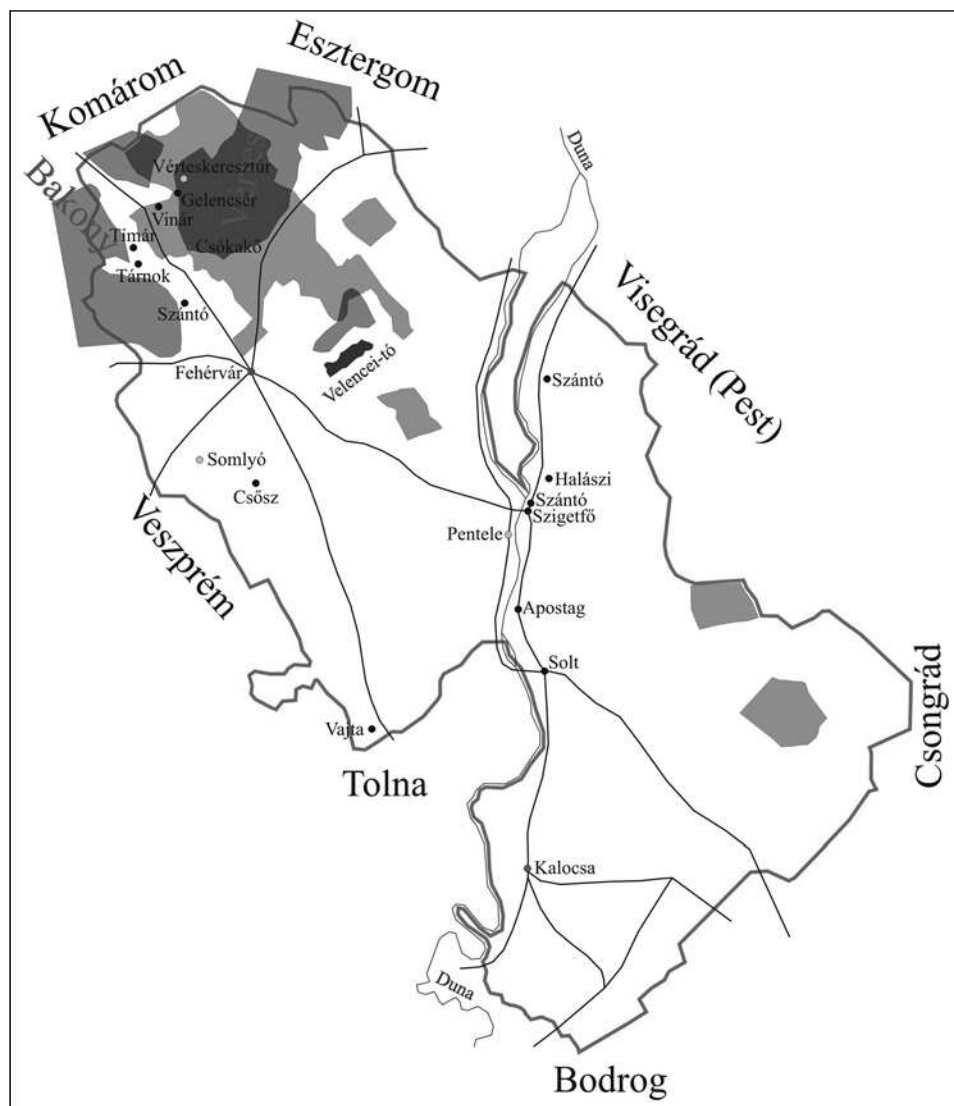 Esztergom
Komárom
Duna
Vérteskeresztúr
Bakony
Vértes
Gelencsér
Vinár
Timár
Csókakő
Tárnok
Szántó
Visegrád (Pest)
Fehérvár
Velencei-tó
Szántó
Somlyó
Csősz
Halászi
Szántó
Szigetfő
Veszprém
Pentele
Apostag
Solt
Csongrád
Vajta
Tolna
Kalocsa
Duna
Bodrog